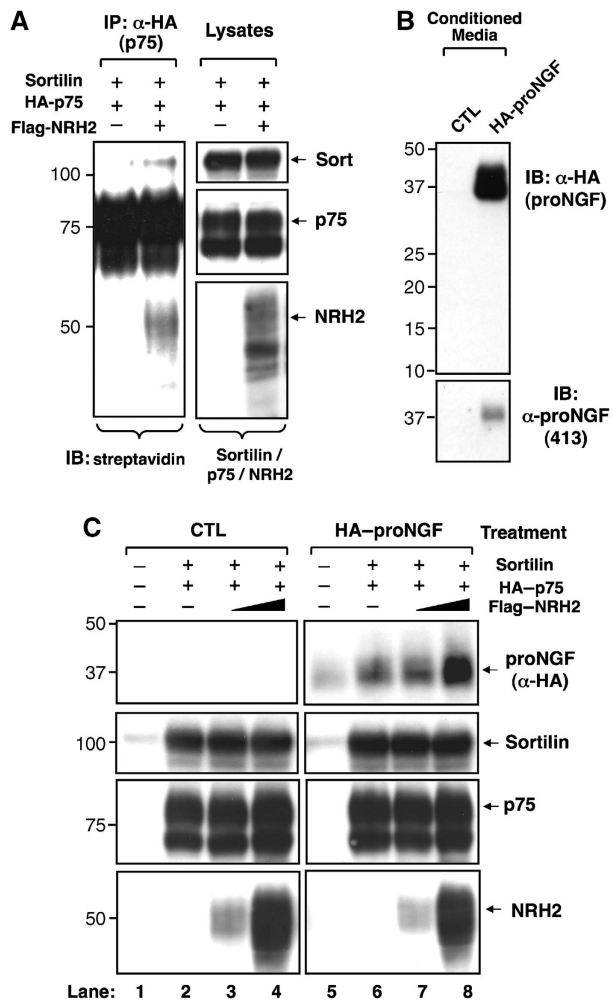 A
IP: α-HA
(p75)
Lysates
Sortilin + + + +
HA-p75 + + + +
Flag-NRH2 – + – +
100
75
50
Sort
p75
NRH2
IB: streptavidin
Sortilin /
p75 / NRH2
B
Conditioned
Media
CTL
HA-proNGF
50
37
25
20
15
10
IB: α-HA
(proNGF)
37
IB:
α-proNGF
(413)
C
CTL
HA–proNGF
Treatment
– + + + – + + + Sortilin
– + + + – + + + HA–p75
– – – – Flag–NRH2
50
37
proNGF
(α-HA)
100
Sortilin
75
p75
50
NRH2
Lane: 1 2 3 4 5 6 7 8